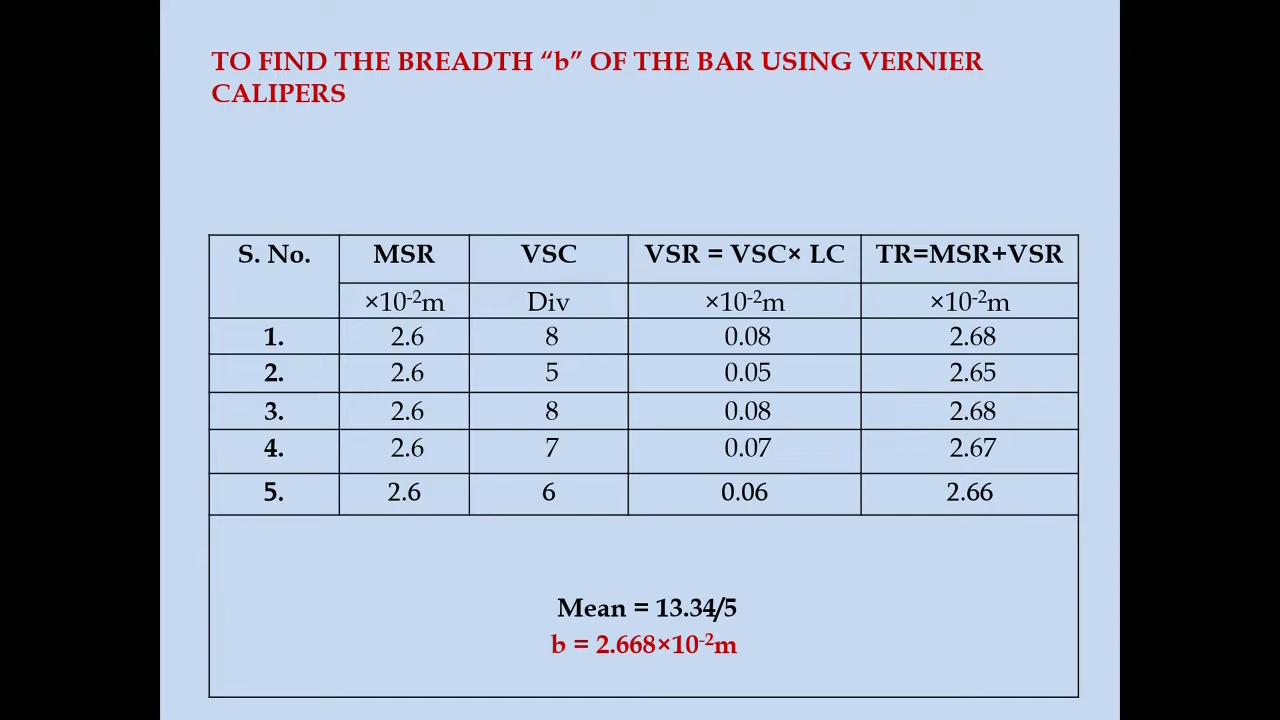 TO FIND THE BREADTH “b” OF THE BAR USING VERNIER
CALIPERS
S. No. MSR VSC VSR = VSC× LC TR=MSR+VSR
×10⁻²m Div ×10⁻²m ×10⁻²m
1. 2.6 8 0.08 2.68
2. 2.6 5 0.05 2.65
3. 2.6 8 0.08 2.68
4. 2.6 7 0.07 2.67
5. 2.6 6 0.06 2.66
Mean = 13.34/5
b = 2.668×10⁻²m